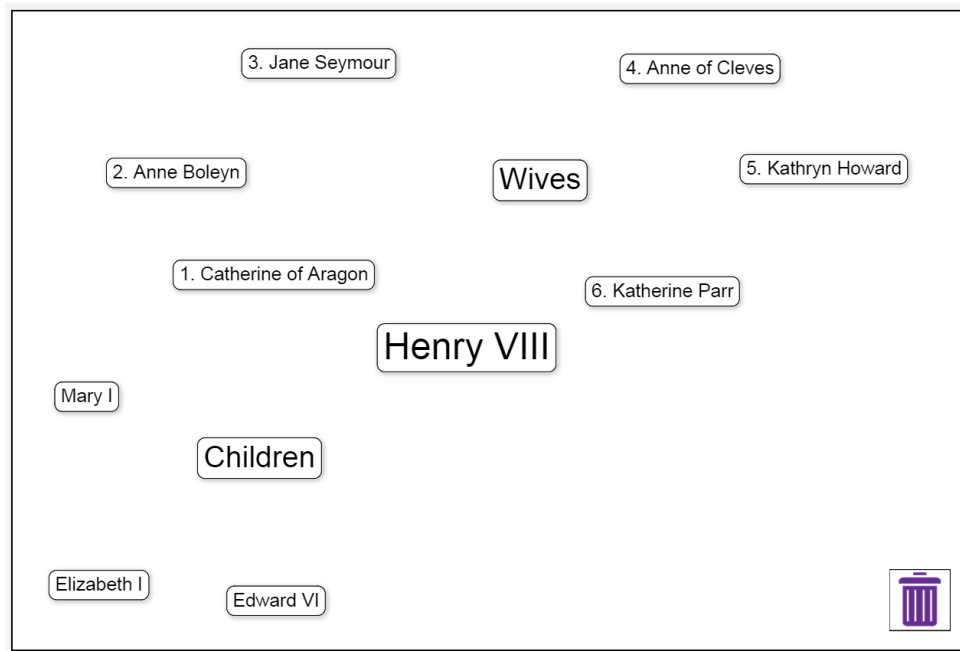 3. Jane Seymour
4. Anne of Cleves
2. Anne Boleyn
Wives
5. Kathryn Howard
1. Catherine of Aragon
6. Katherine Parr
Henry VIII
Mary I
Children
Elizabeth I
Edward VI